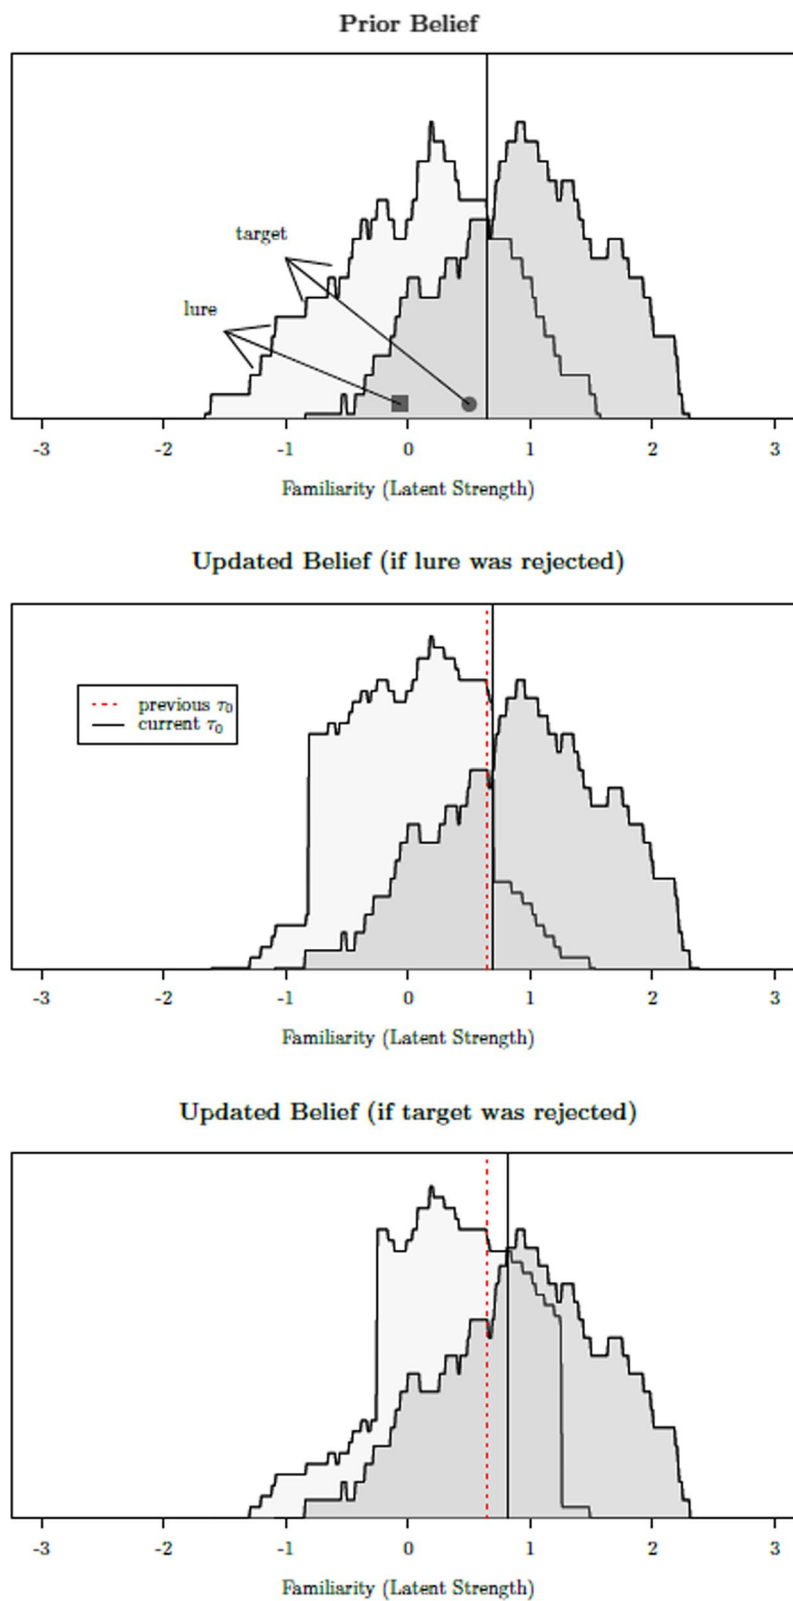 Prior Belief
target
lure
-3 -2 -1 0 1 2 3
Familiarity (Latent Strength)
Updated Belief (if lure was rejected)
previous τ₀
current τ₀
-3 -2 -1 0 1 2 3
Familiarity (Latent Strength)
Updated Belief (if target was rejected)
-3 -2 -1 0 1 2 3
Familiarity (Latent Strength)